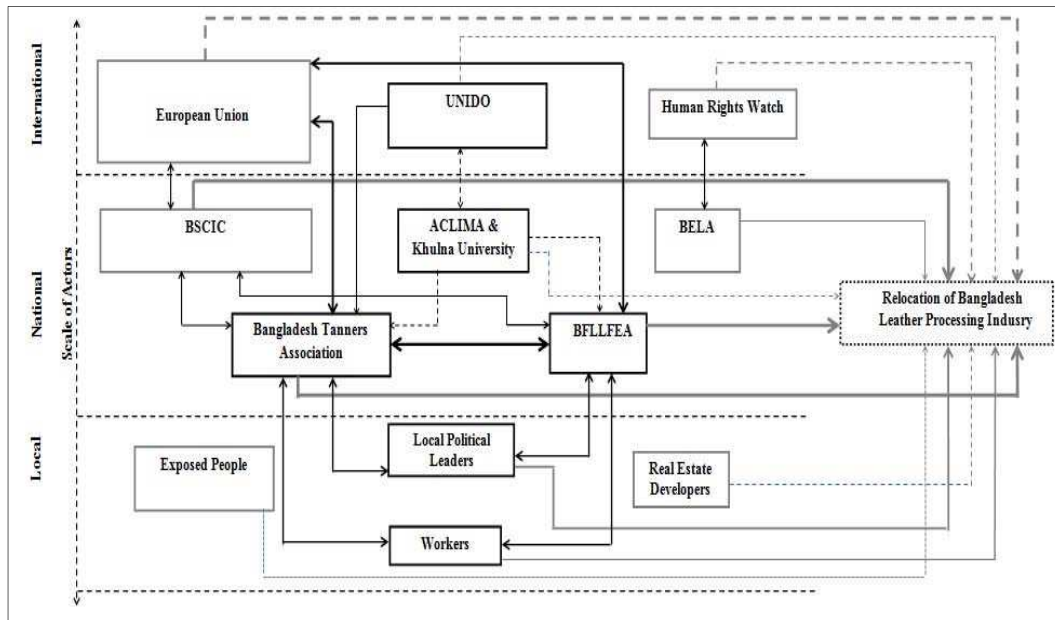 International
European Union
UNIDO
Human Rights Watch
Scale of Actors
National
BSCIC
ACLIMA &
Khulna University
BELA
Relocation of Bangladesh
Leather Processing Indusry
Bangladesh Tanners
Association
BFLLFEA
Local
Exposed People
Local Political
Leaders
Real Estate
Developers
Workers